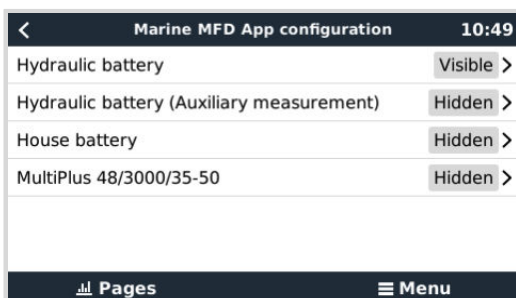 Marine MFD App configuration 10:49
Hydraulic battery Visible
Hydraulic battery (Auxiliary measurement) Hidden
House battery Hidden
MultiPlus 48/3000/35-50 Hidden
Pages Menu